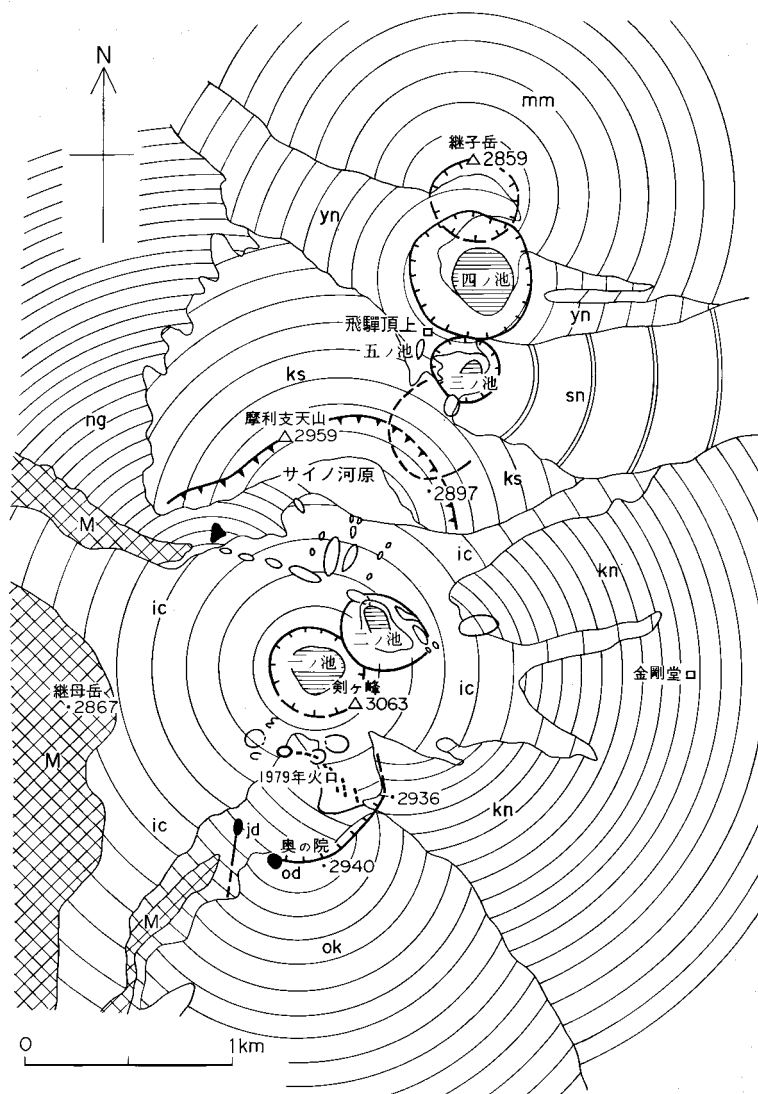 N
mm
継子岳
△2859
yn
四ノ池
飛驒頂上
yn
五ノ池
三ノ池
ks
sn
摩利支天山
△2959
ng
サイノ河原
ks
·2897
M
ic
kn
ic
二ノ池
一ノ池
金剛堂
剣ヶ峰
△3063
ic
継母岳
·2867
M
1979年火口
·2936
kn
ic
jd
奥の院
·2940
od
M
ok
0 1km